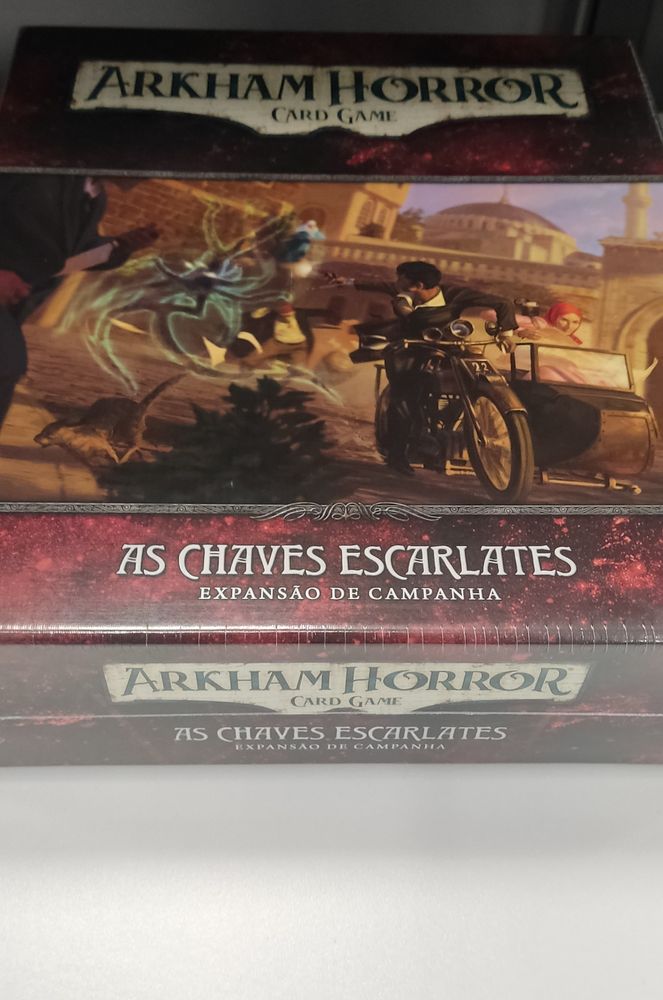 ARKHAM HORROR
CARD GAME
22
AS CHAVES ESCARLATES
EXPANSÃO DE CAMPANHA
ARKHAM HORROR
CARD GAME
AS CHAVES ESCARLATES
EXPANSÃO DE CAMPANHA